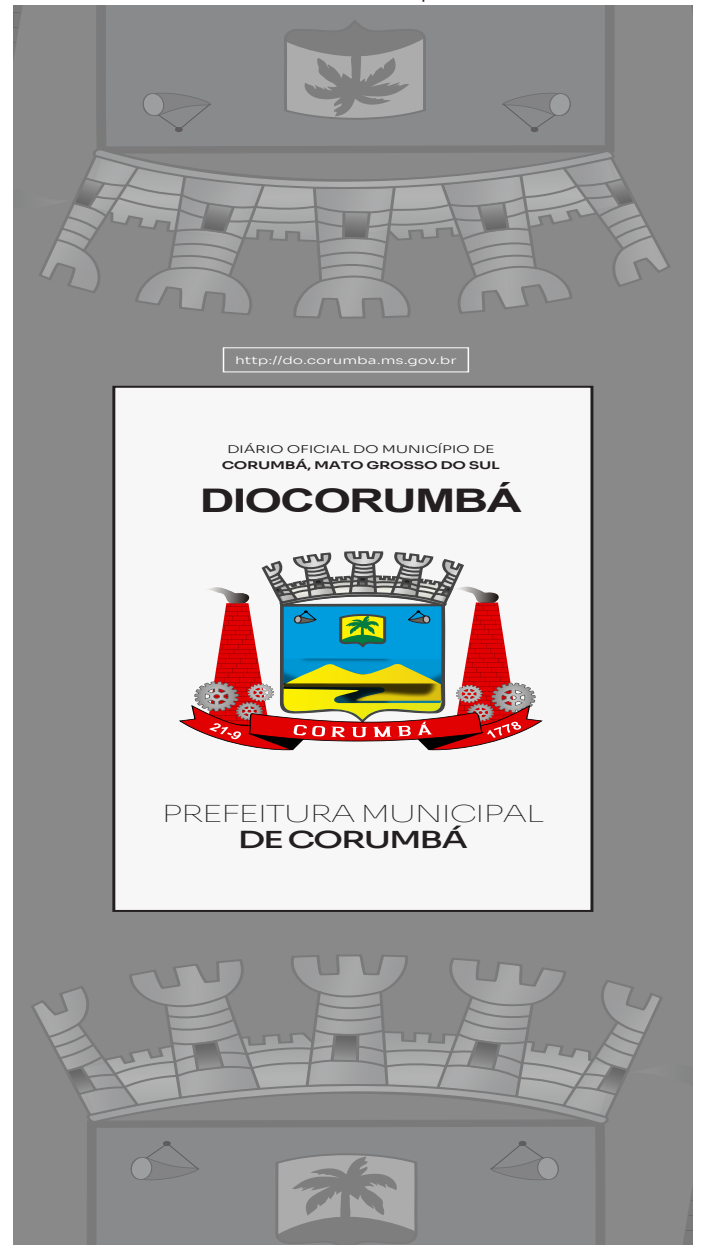 http://do.corumba.ms.gov.br
DIÁRIO OFICIAL DO MUNICÍPIO DE
CORUMBÁ, MATO GROSSO DO SUL
DIOCORUMBÁ
21-9 CORUMBÁ 1778
PREFEITURA MUNICIPAL
DE CORUMBÁ